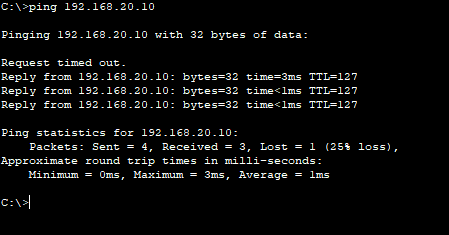 C:\>ping 192.168.20.10
Pinging 192.168.20.10 with 32 bytes of data:
Request timed out.
Reply from 192.168.20.10: bytes=32 time=3ms TTL=127
Reply from 192.168.20.10: bytes=32 time<1ms TTL=127
Reply from 192.168.20.10: bytes=32 time<1ms TTL=127
Ping statistics for 192.168.20.10:
Packets: Sent = 4, Received = 3, Lost = 1 (25% loss),
Approximate round trip times in milli-seconds:
Minimum = 0ms, Maximum = 3ms, Average = 1ms
C:\>